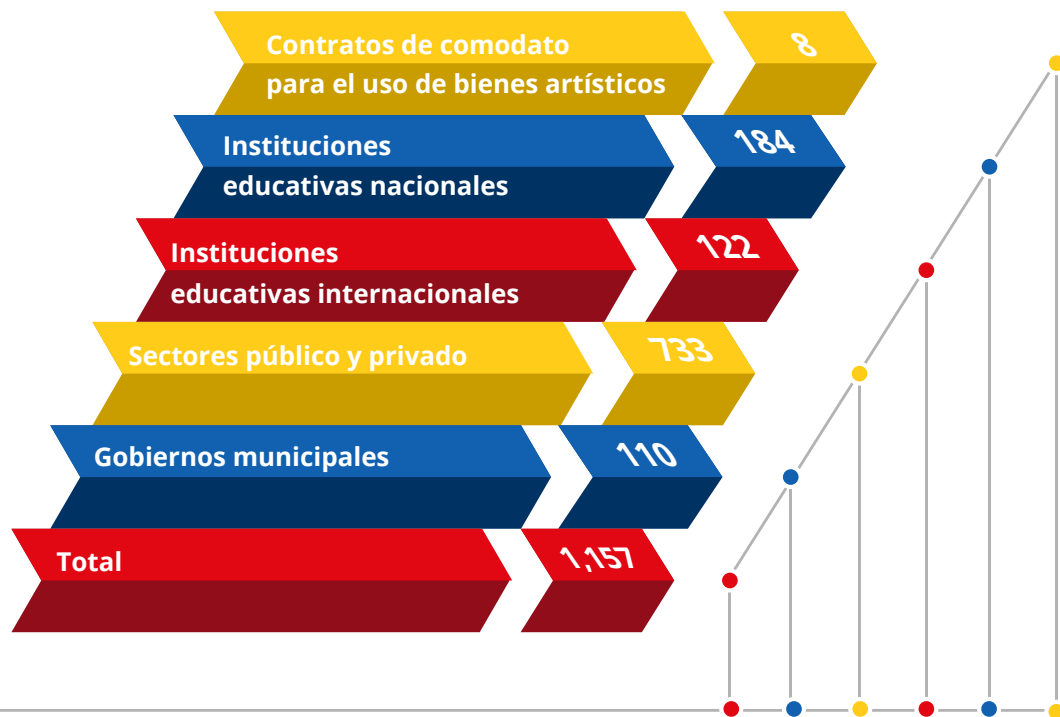 Contratos de comodato 8
para el uso de bienes artísticos
Instituciones 184
educativas nacionales
Instituciones 122
educativas internacionales
Sectores público y privado 733
Gobiernos municipales 110
Total 1,157